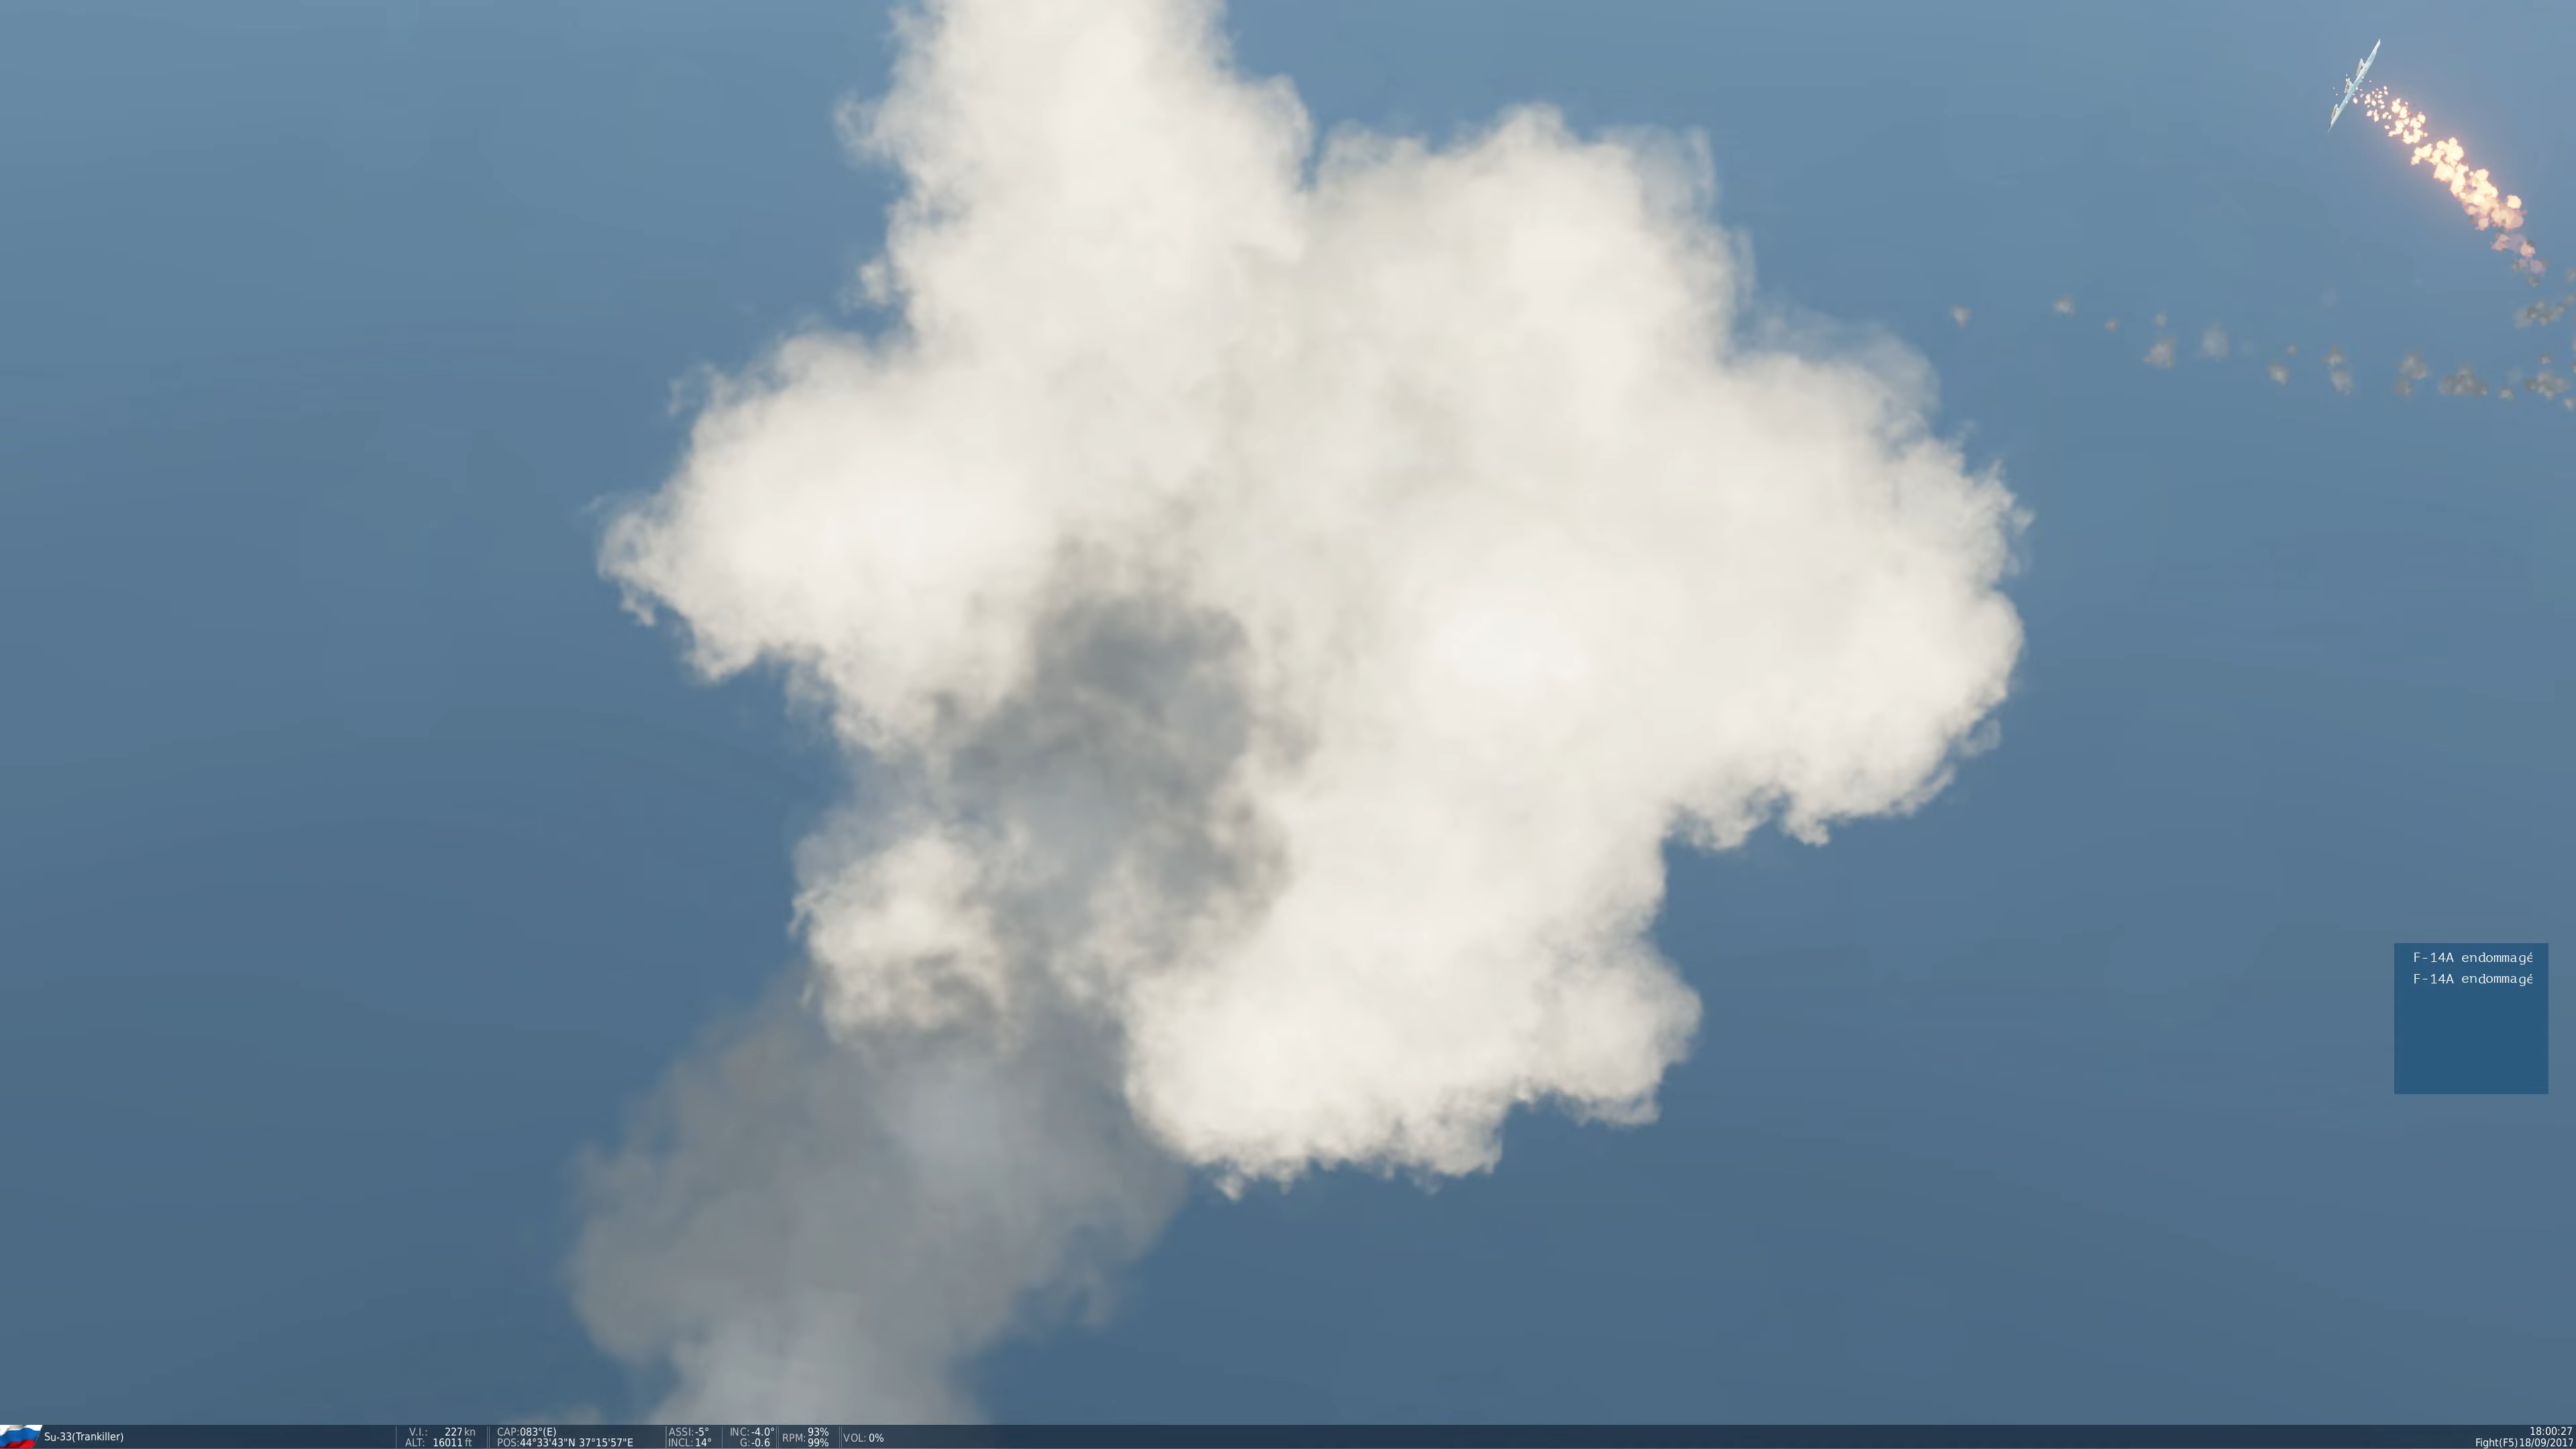 F-14A endommagé
F-14A endommagé
Su-33(Trankiller)
V.I.: 227 kn
ALT: 16011 ft
CAP:083°(E)
POS:44°33'43"N 37°15'57"E
ASSI:-5°
INCL:14°
INC:-4.0°
G:-0.6
RPM: 93%
99%
VOL: 0%
18:00:27
Fight(F5)18/09/2017